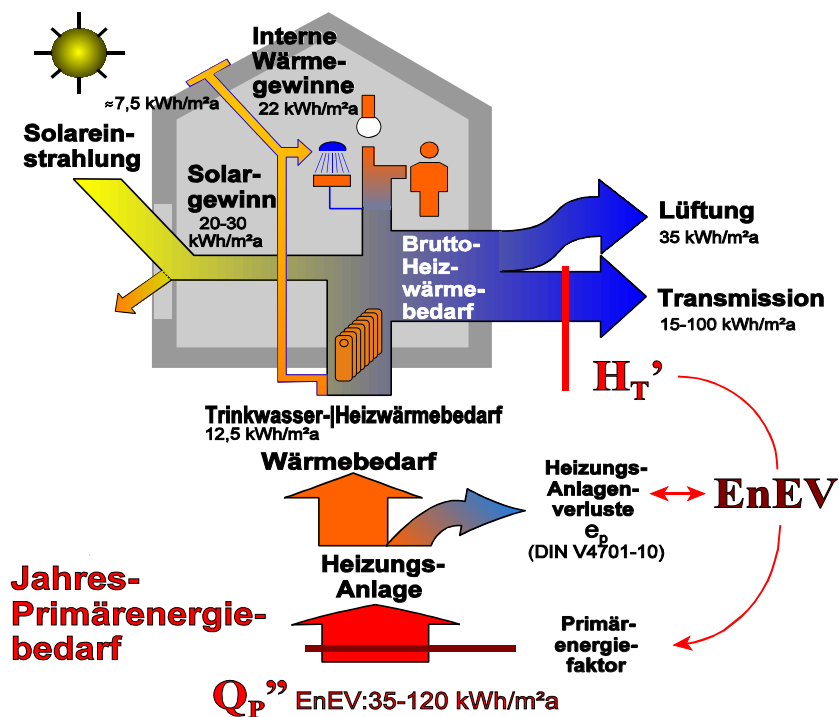 Interne
Wärme-
gewinne
22 kWh/m²a
≈7,5 kWh/m²a
Solarein-
strahlung
Solar-
gewinn
20-30
kWh/m²a
Brutto-
Heiz-
wärme-
bedarf
Lüftung
35 kWh/m²a
Transmission
15-100 kWh/m²a
H_T’
Trinkwasser-|Heizwärmebedarf
12,5 kWh/m²a
Wärmebedarf
Heizungs-
Anlagen-
verluste
e_p
(DIN V4701-10)
EnEV
Heizungs-
Anlage
Jahres-
Primärenergie-
bedarf
Primär-
energie-
faktor
Q_P” EnEV:35-120 kWh/m²a